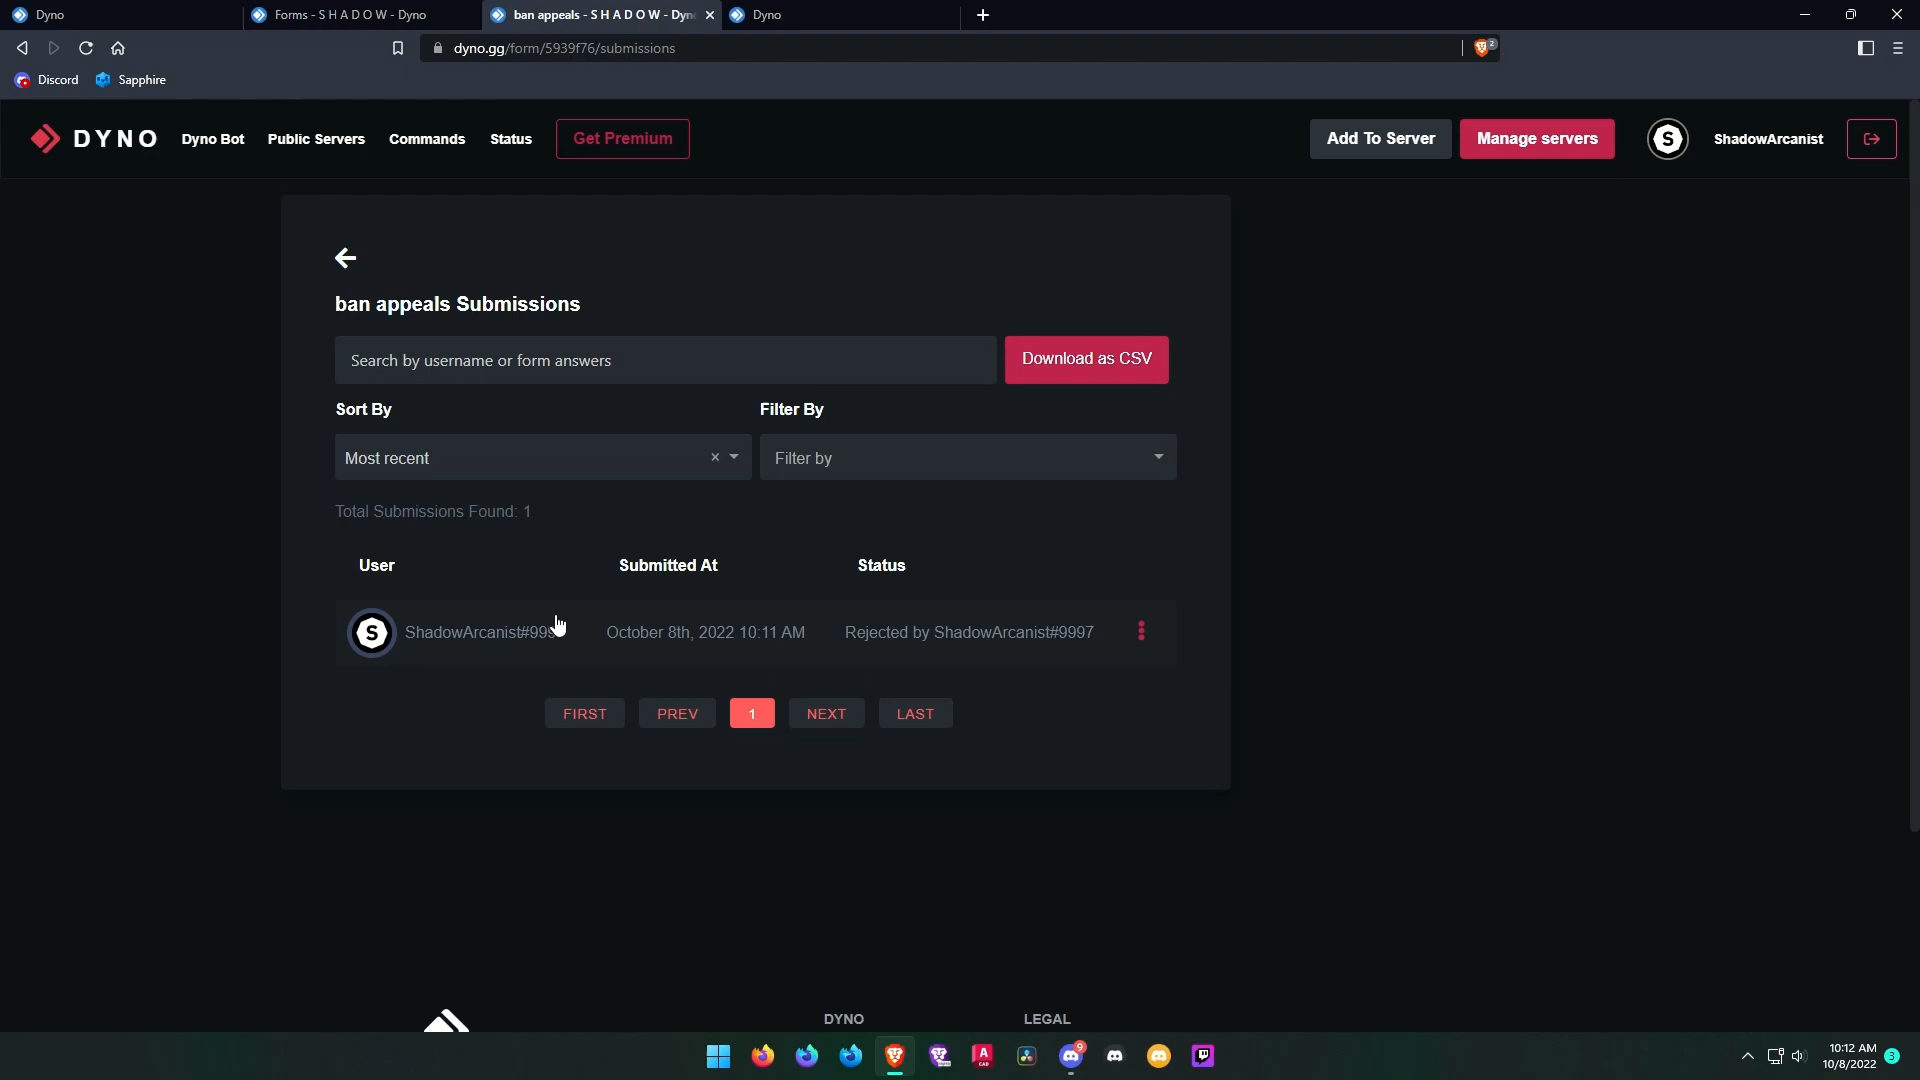 Dyno
Forms - S H A D O W - Dyno
ban appeals - S H A D O W - Dyn
Dyno
dyno.gg/form/5939f76/submissions
2
Discord
Sapphire
DYNO
Dyno Bot
Public Servers
Commands
Status
Get Premium
Add To Server
Manage servers
S
ShadowArcanist
ban appeals Submissions
Search by username or form answers
Download as CSV
Sort By
Filter By
Most recent
Filter by
Total Submissions Found: 1
User
Submitted At
Status
S
ShadowArcanist#999
October 8th, 2022 10:11 AM
Rejected by ShadowArcanist#9997
FIRST
PREV
1
NEXT
LAST
DYNO
LEGAL
A
CAD
9
10:12 AM
10/8/2022
3